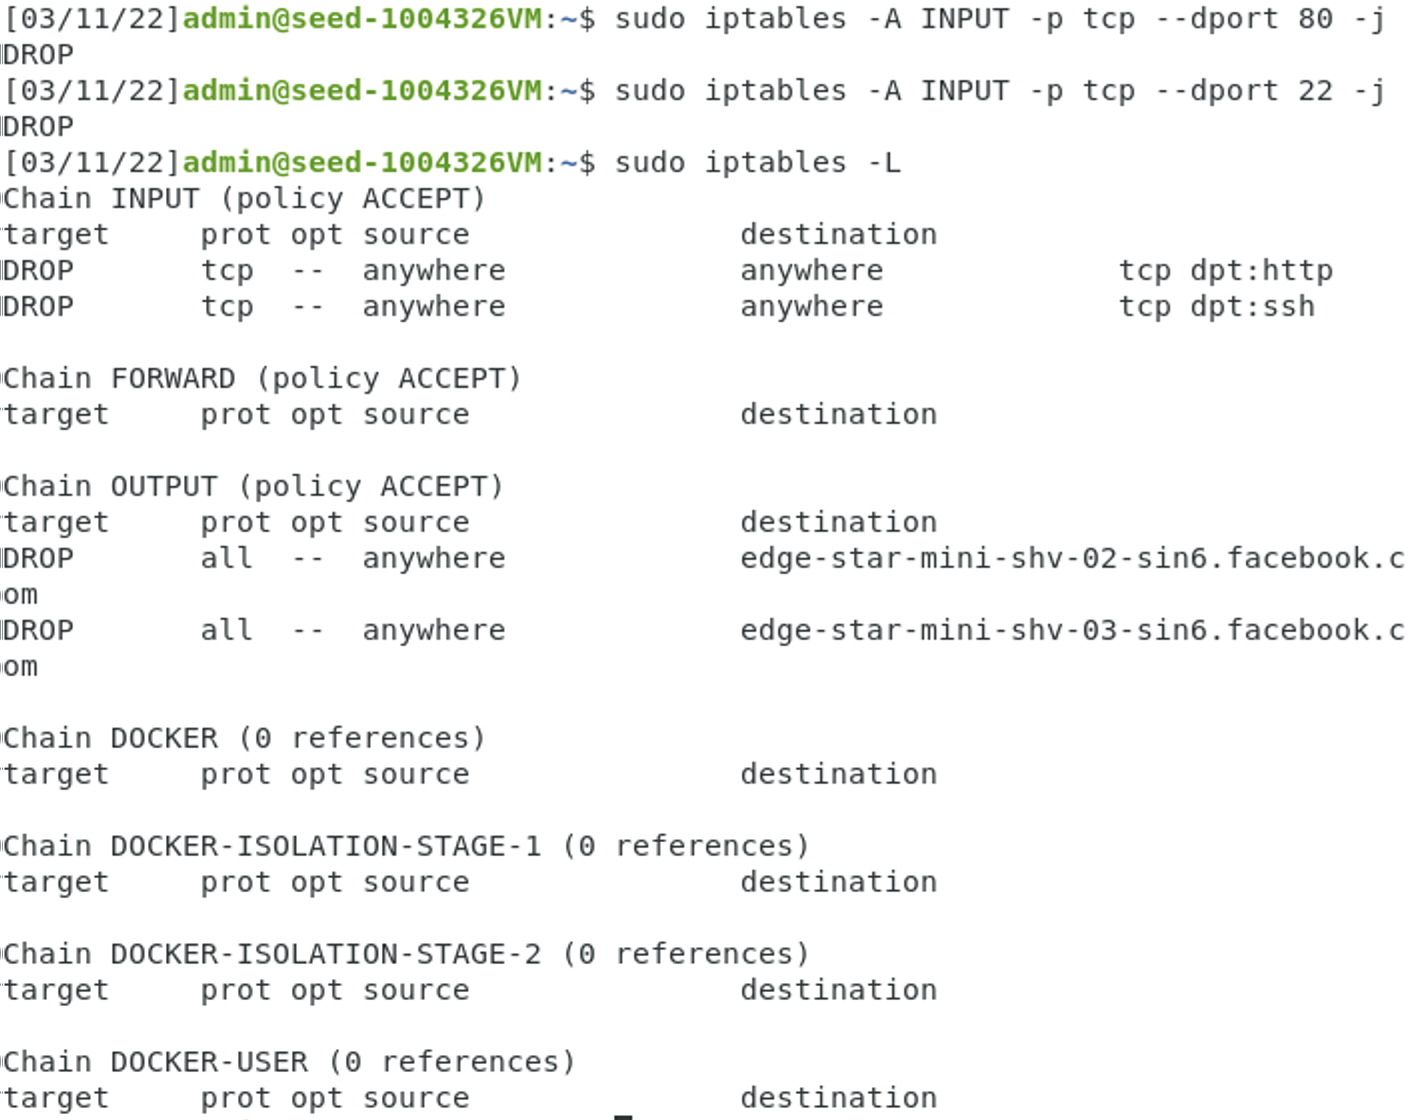 [03/11/22]admin@seed-1004326VM:~$ sudo iptables -A INPUT -p tcp --dport 80 -j
DROP
[03/11/22]admin@seed-1004326VM:~$ sudo iptables -A INPUT -p tcp --dport 22 -j
DROP
[03/11/22]admin@seed-1004326VM:~$ sudo iptables -L
Chain INPUT (policy ACCEPT)
target     prot opt source               destination
DROP       tcp  --  anywhere             anywhere             tcp dpt:http
DROP       tcp  --  anywhere             anywhere             tcp dpt:ssh

Chain FORWARD (policy ACCEPT)
target     prot opt source               destination

Chain OUTPUT (policy ACCEPT)
target     prot opt source               destination
DROP       all  --  anywhere             edge-star-mini-shv-02-sin6.facebook.c
om
DROP       all  --  anywhere             edge-star-mini-shv-03-sin6.facebook.c
om

Chain DOCKER (0 references)
target     prot opt source               destination

Chain DOCKER-ISOLATION-STAGE-1 (0 references)
target     prot opt source               destination

Chain DOCKER-ISOLATION-STAGE-2 (0 references)
target     prot opt source               destination

Chain DOCKER-USER (0 references)
target     prot opt source               destination